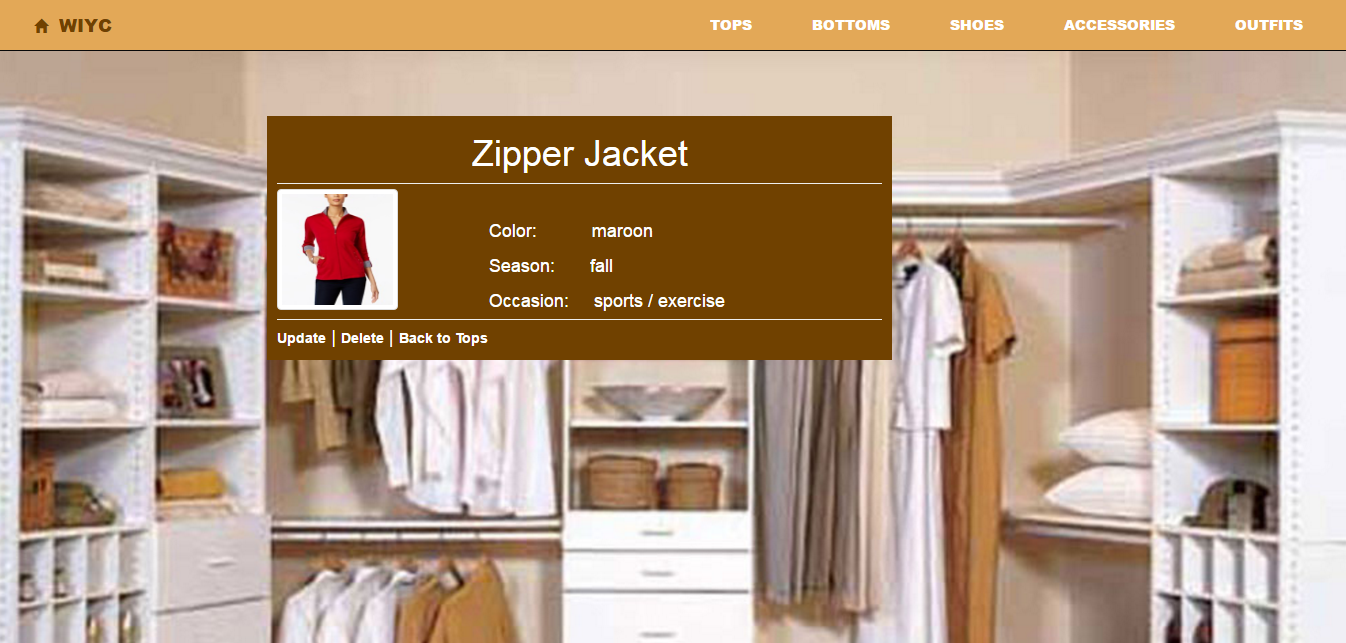 WIYC TOPS BOTTOMS SHOES ACCESSORIES OUTFITS
Zipper Jacket
Color: maroon
Season: fall
Occasion: sports / exercise
Update | Delete | Back to Tops